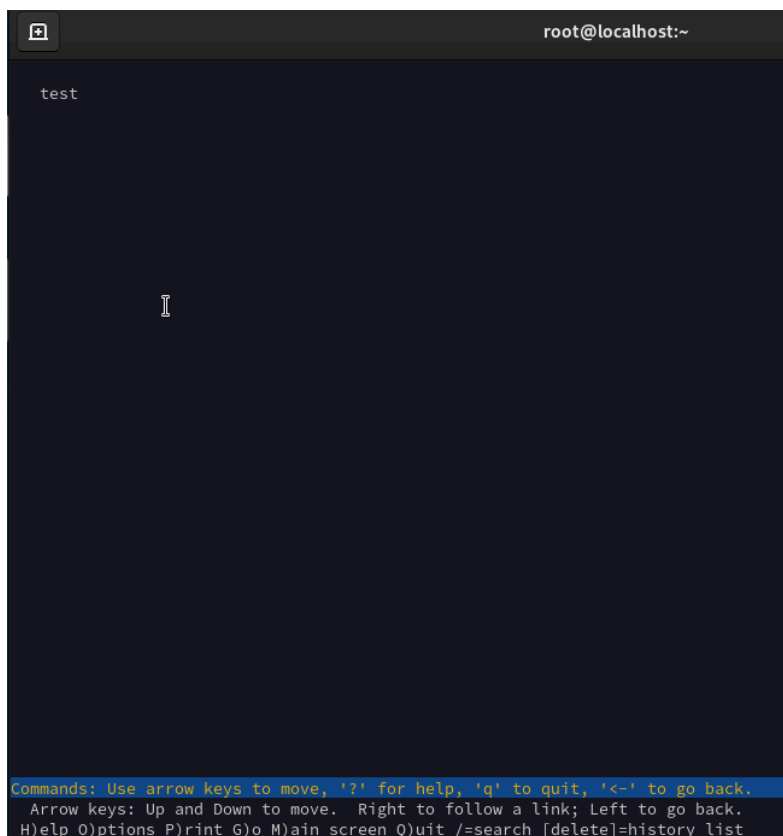 root@localhost:~
test
Commands: Use arrow keys to move, '?' for help, 'q' to quit, '<-' to go back.
Arrow keys: Up and Down to move.  Right to follow a link; Left to go back.
H)elp O)ptions P)rint G)o M)ain screen Q)uit /=search [delete]=history list